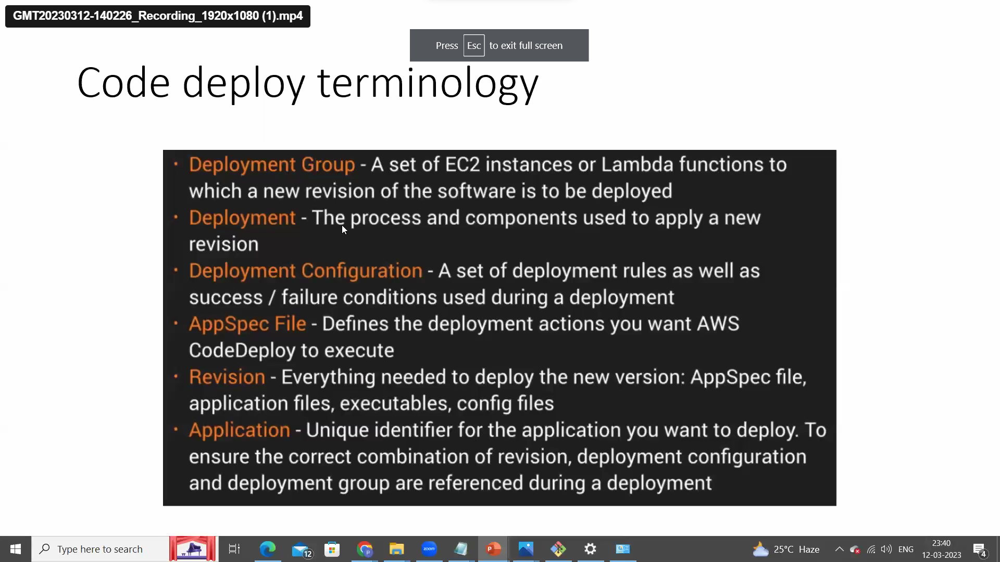 GMT20230312-140226_Recording_1920x1080 (1).mp4
Press Esc to exit full screen
Code deploy terminology
· Deployment Group - A set of EC2 instances or Lambda functions to
which a new revision of the software is to be deployed
· Deployment - The process and components used to apply a new
revision
· Deployment Configuration - A set of deployment rules as well as
success / failure conditions used during a deployment
· AppSpec File - Defines the deployment actions you want AWS
CodeDeploy to execute
· Revision - Everything needed to deploy the new version: AppSpec file,
application files, executables, config files
· Application - Unique identifier for the application you want to deploy. To
ensure the correct combination of revision, deployment configuration
and deployment group are referenced during a deployment
Type here to search
12
zoom
P
P
25°C Haze
ENG
23:40
12-03-2023
4